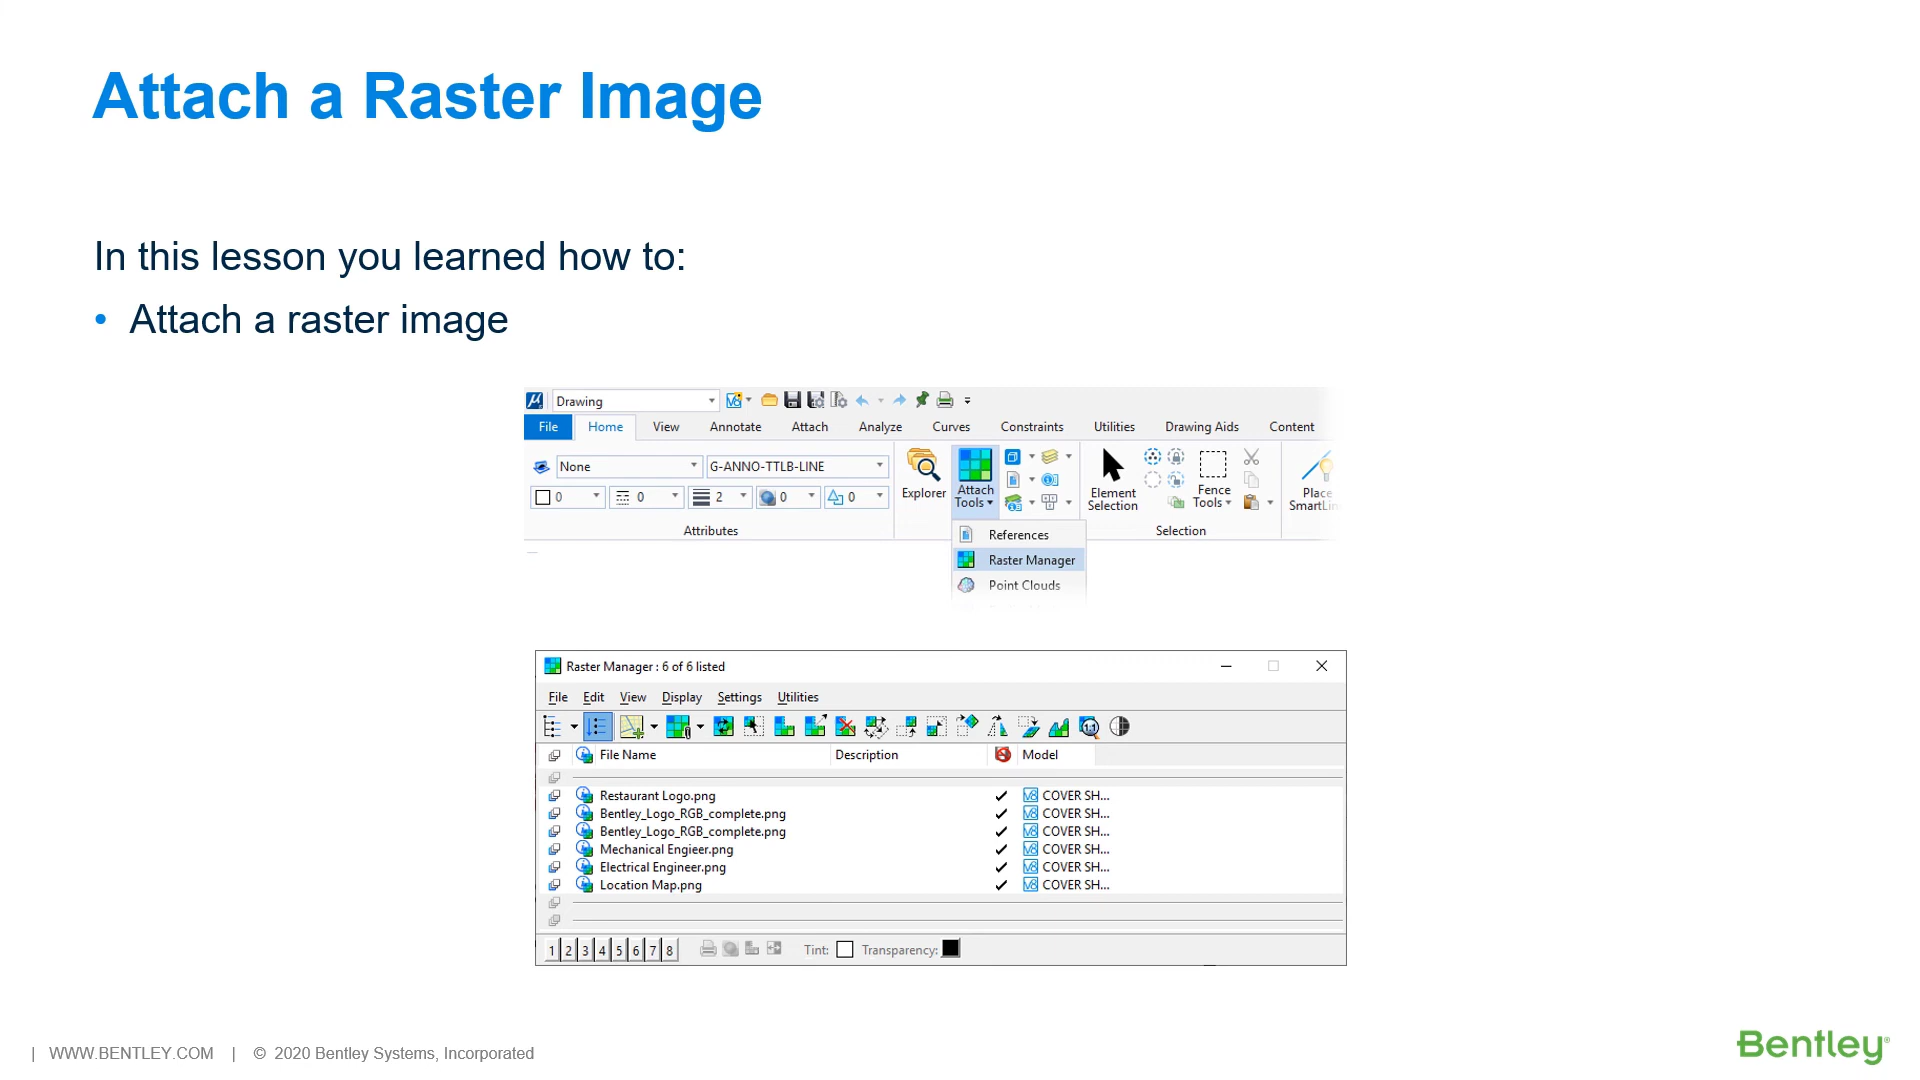 Attach a Raster Image
In this lesson you learned how to:
• Attach a raster image
Drawing
File Home View Annotate Attach Analyze Curves Constraints Utilities Drawing Aids Content
None G-ANNO-TTLB-LINE
0 0 2 0 0
Attributes
Explorer
Attach
Tools
Element
Selection
Fence
Tools
Selection
Place
SmartLin
References
Raster Manager
Point Clouds
Raster Manager : 6 of 6 listed
File Edit View Display Settings Utilities
File Name Description Model
Restaurant Logo.png COVER SH...
Bentley_Logo_RGB_complete.png COVER SH...
Bentley_Logo_RGB_complete.png COVER SH...
Mechanical Engieer.png COVER SH...
Electrical Engineer.png COVER SH...
Location Map.png COVER SH...
1 2 3 4 5 6 7 8 Tint: Transparency:
| WWW.BENTLEY.COM | © 2020 Bentley Systems, Incorporated
Bentley®